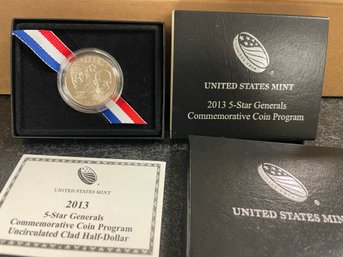 UNITED STATES MINT
2013 5-Star Generals
Commemorative Coin Program
UNITED STATES MINT
2013
5-Star Generals
Commemorative Coin Program
Uncirculated Clad Half-Dollar
UNITED STATES MINT